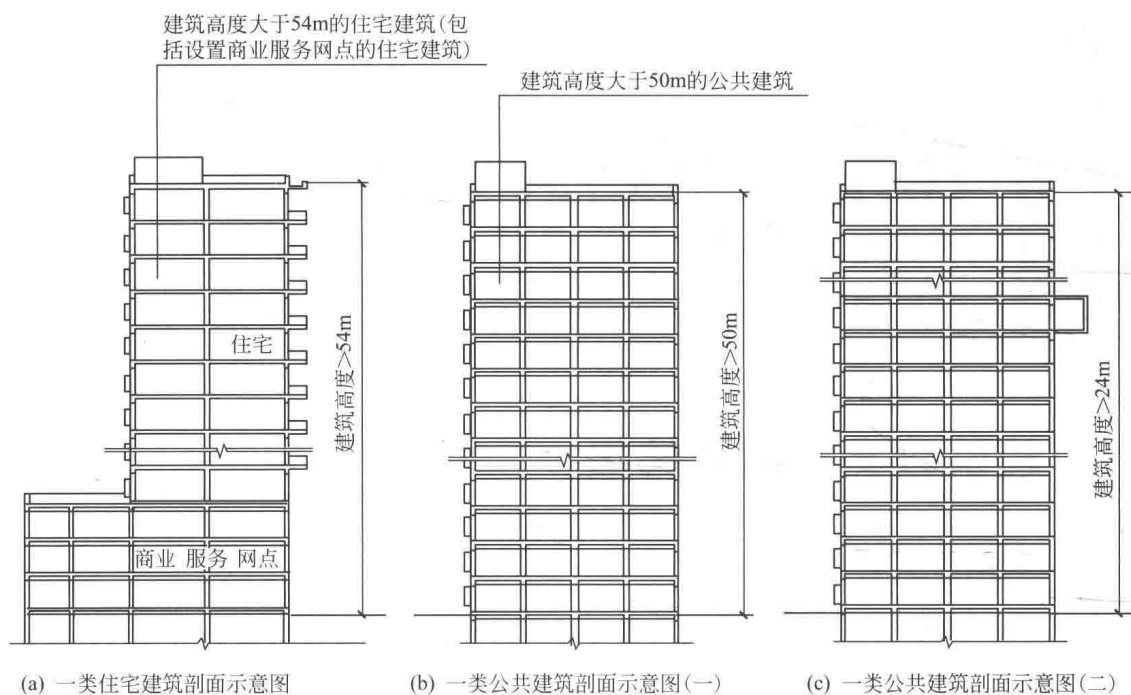 建筑高度大于54m的住宅建筑(包
括设置商业服务网点的住宅建筑)
建筑高度大于50m的公共建筑
住宅
商业 服务 网点
建筑高度>54m
建筑高度>50m
建筑高度>24m
(a) 一类住宅建筑剖面示意图
(b) 一类公共建筑剖面示意图(一)
(c) 一类公共建筑剖面示意图(二)